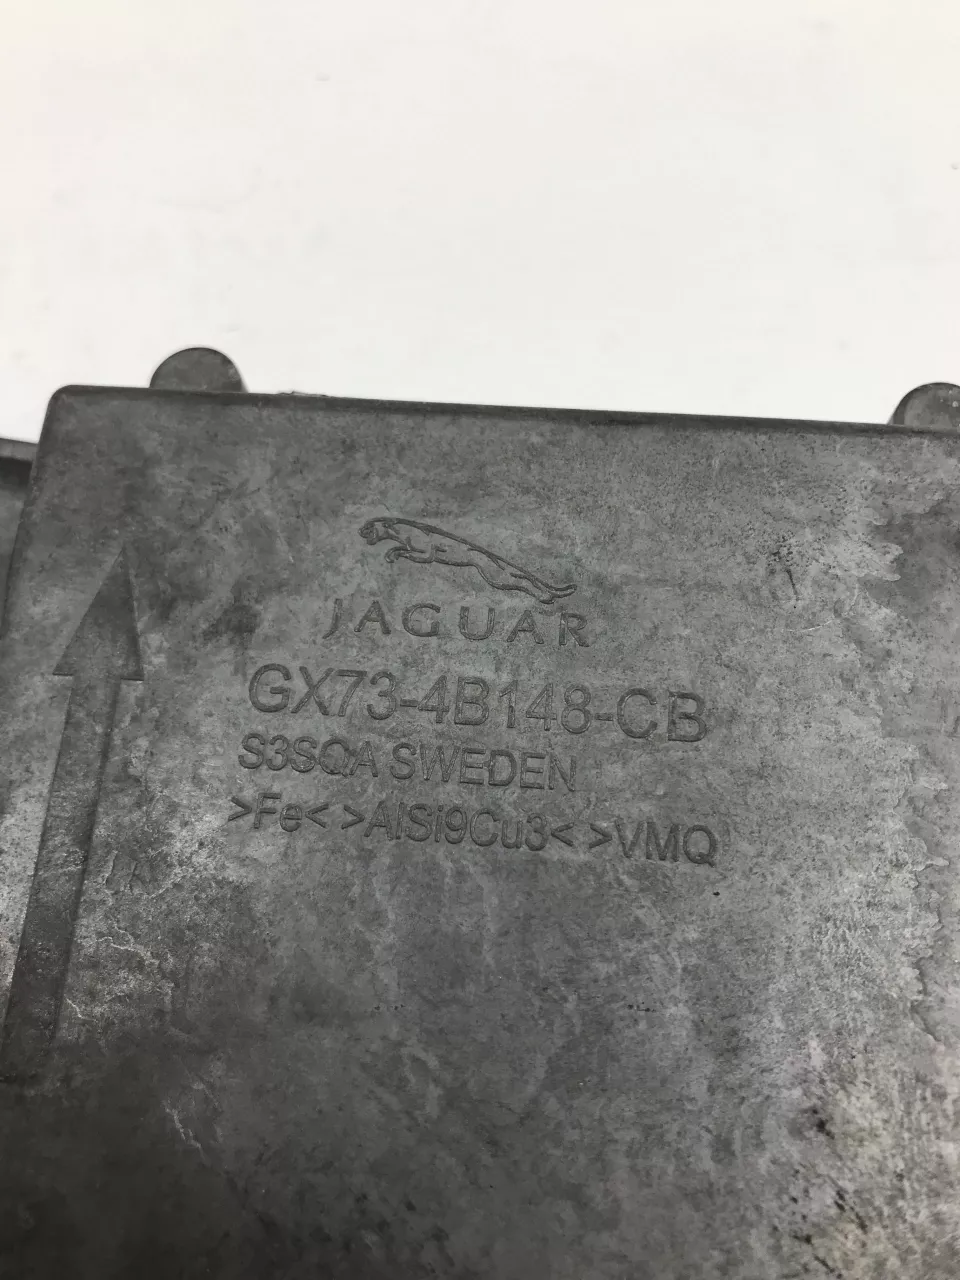 JAGUAR
GX73-4B148-CB
S3SQA SWEDEN
>Fe< >AlSi9Cu3< >VMQ